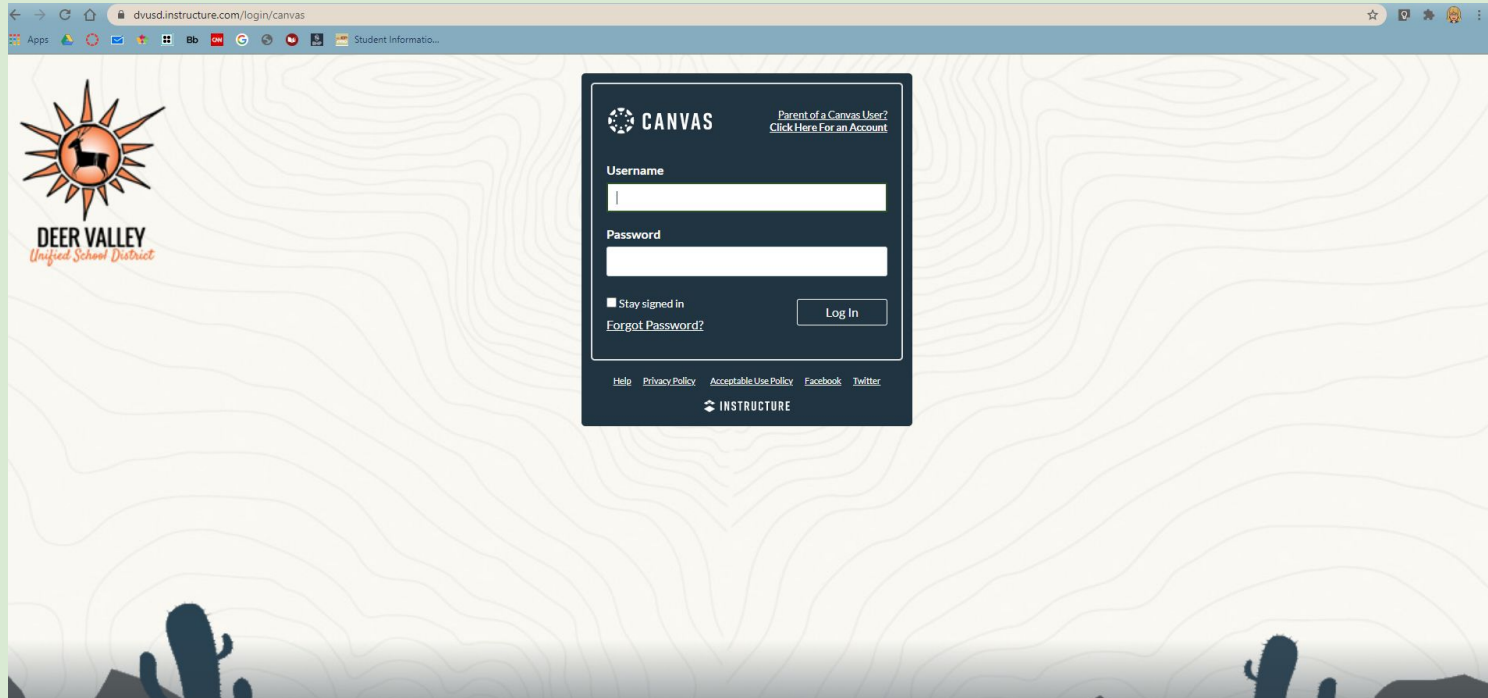 dvusd.instructure.com/login/canvas
Apps Bb G Student Informatio...
DEER VALLEY
Unified School District
CANVAS
Parent of a Canvas User?
Click Here For an Account
Username
Password
Stay signed in
Log In
Forgot Password?
Help Privacy Policy Acceptable Use Policy Facebook Twitter
INSTRUCTURE